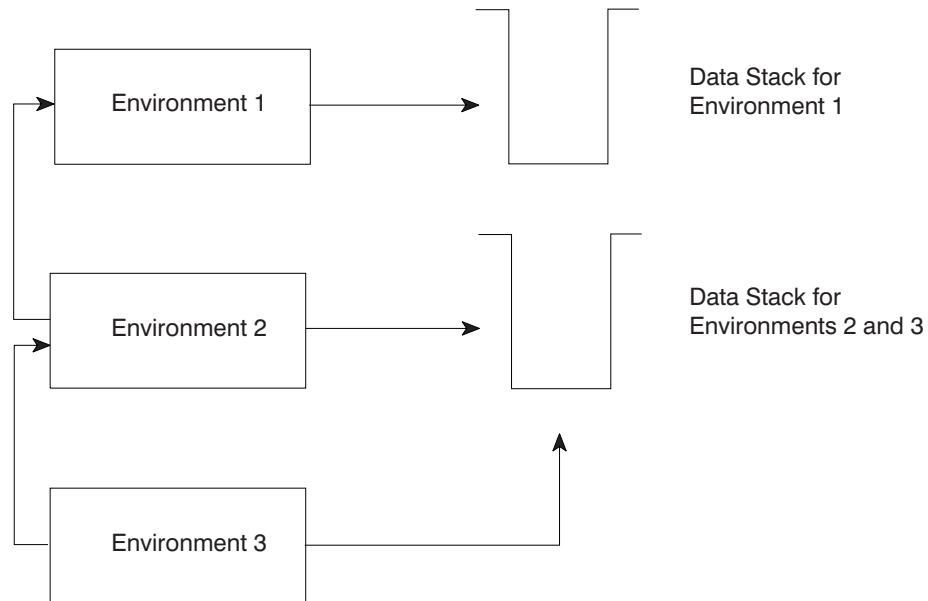 Environment 1
Data Stack for
Environment 1
Environment 2
Data Stack for
Environments 2 and 3
Environment 3